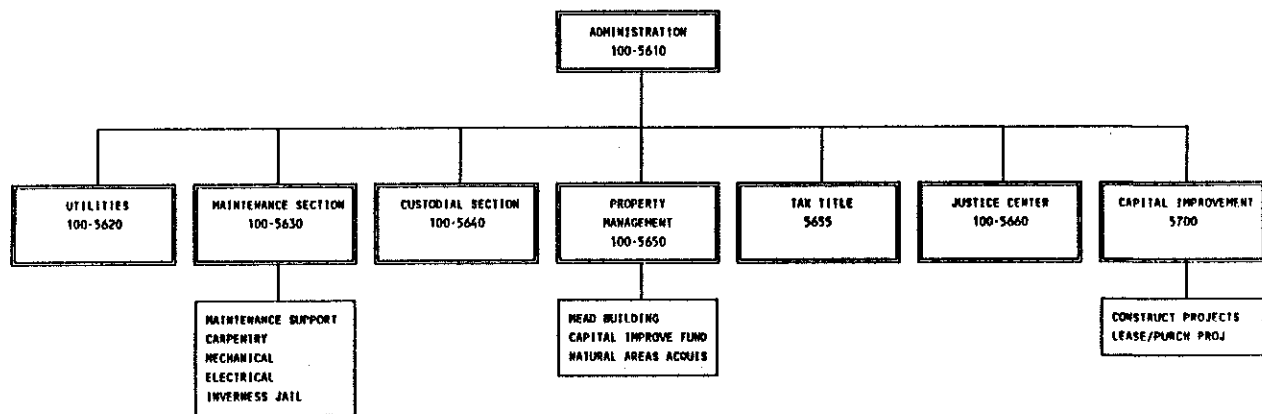 ADMINISTRATION
100-5610
UTILITIES
100-5620
MAINTENANCE SECTION
100-5630
CUSTODIAL SECTION
100-5640
PROPERTY
MANAGEMENT
100-5650
TAX TITLE
5655
JUSTICE CENTER
100-5660
CAPITAL IMPROVEMENT
5700
MAINTENANCE SUPPORT
CARPENTRY
MECHANICAL
ELECTRICAL
INVERNESS JAIL
MEAD BUILDING
CAPITAL IMPROVE FUND
NATURAL AREAS ACQUIS
CONSTRUCT PROJECTS
LEASE/PURCH PROJ